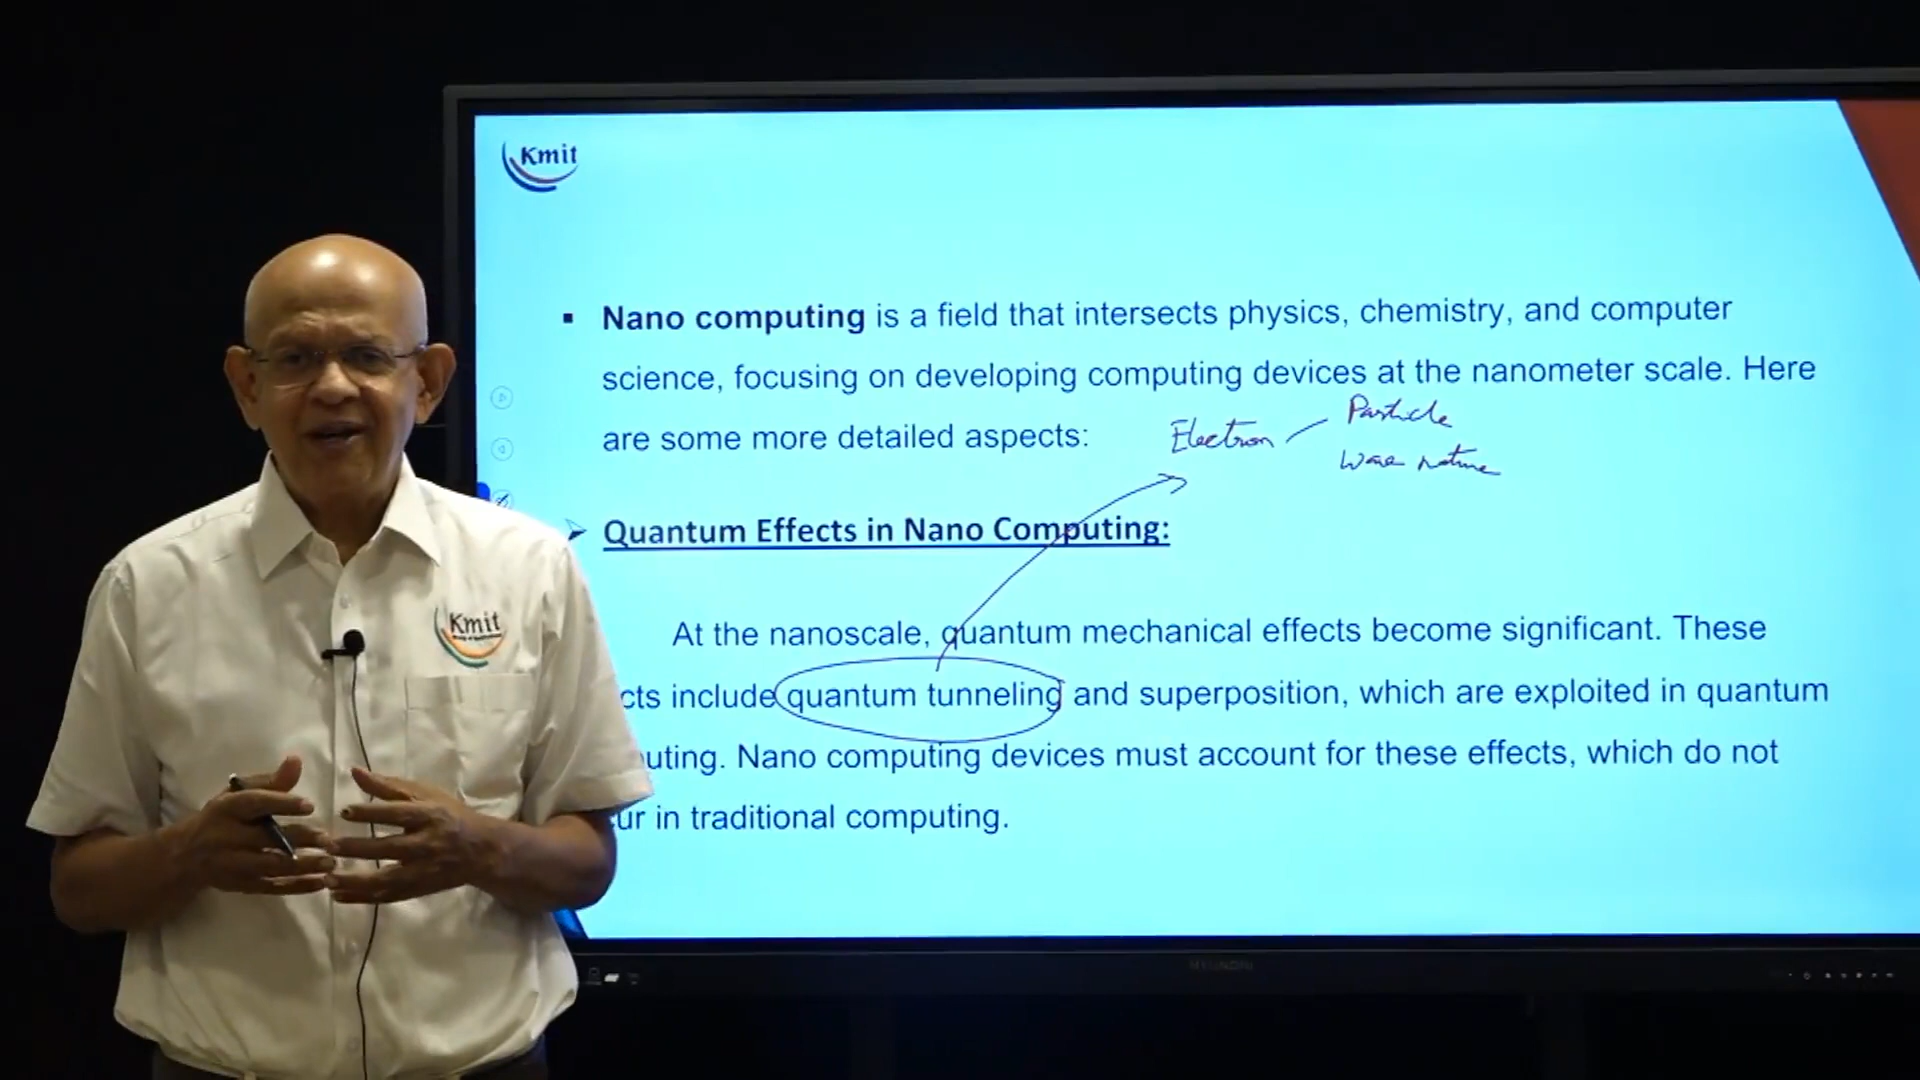 Kmit
Nano computing is a field that intersects physics, chemistry, and computer
science, focusing on developing computing devices at the nanometer scale. Here
are some more detailed aspects:
Electron
Particle
Wave nature
Quantum Effects in Nano Computing:
At the nanoscale, quantum mechanical effects become significant. These
cts include quantum tunneling and superposition, which are exploited in quantum
uting. Nano computing devices must account for these effects, which do not
ur in traditional computing.
Kmit
HYUNDAI